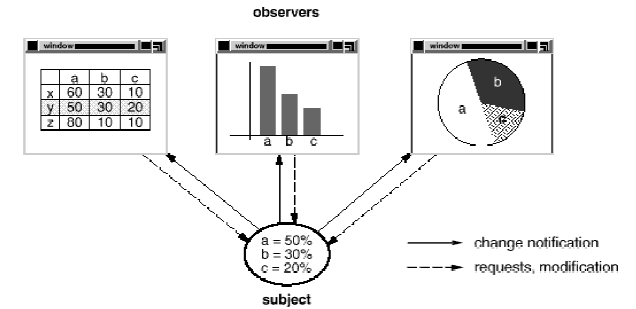 observers
window
a b c
x 60 30 10
y 50 30 20
z 80 10 10
window
a b c
window
a
b
c
a = 50%
b = 30%
c = 20%
subject
change notification
requests, modification